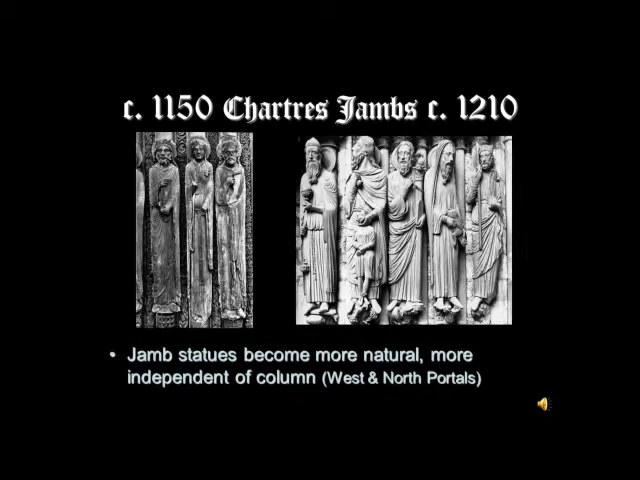 c. 1150 Chartres Jambs c. 1210
• Jamb statues become more natural, more
independent of column (West & North Portals)